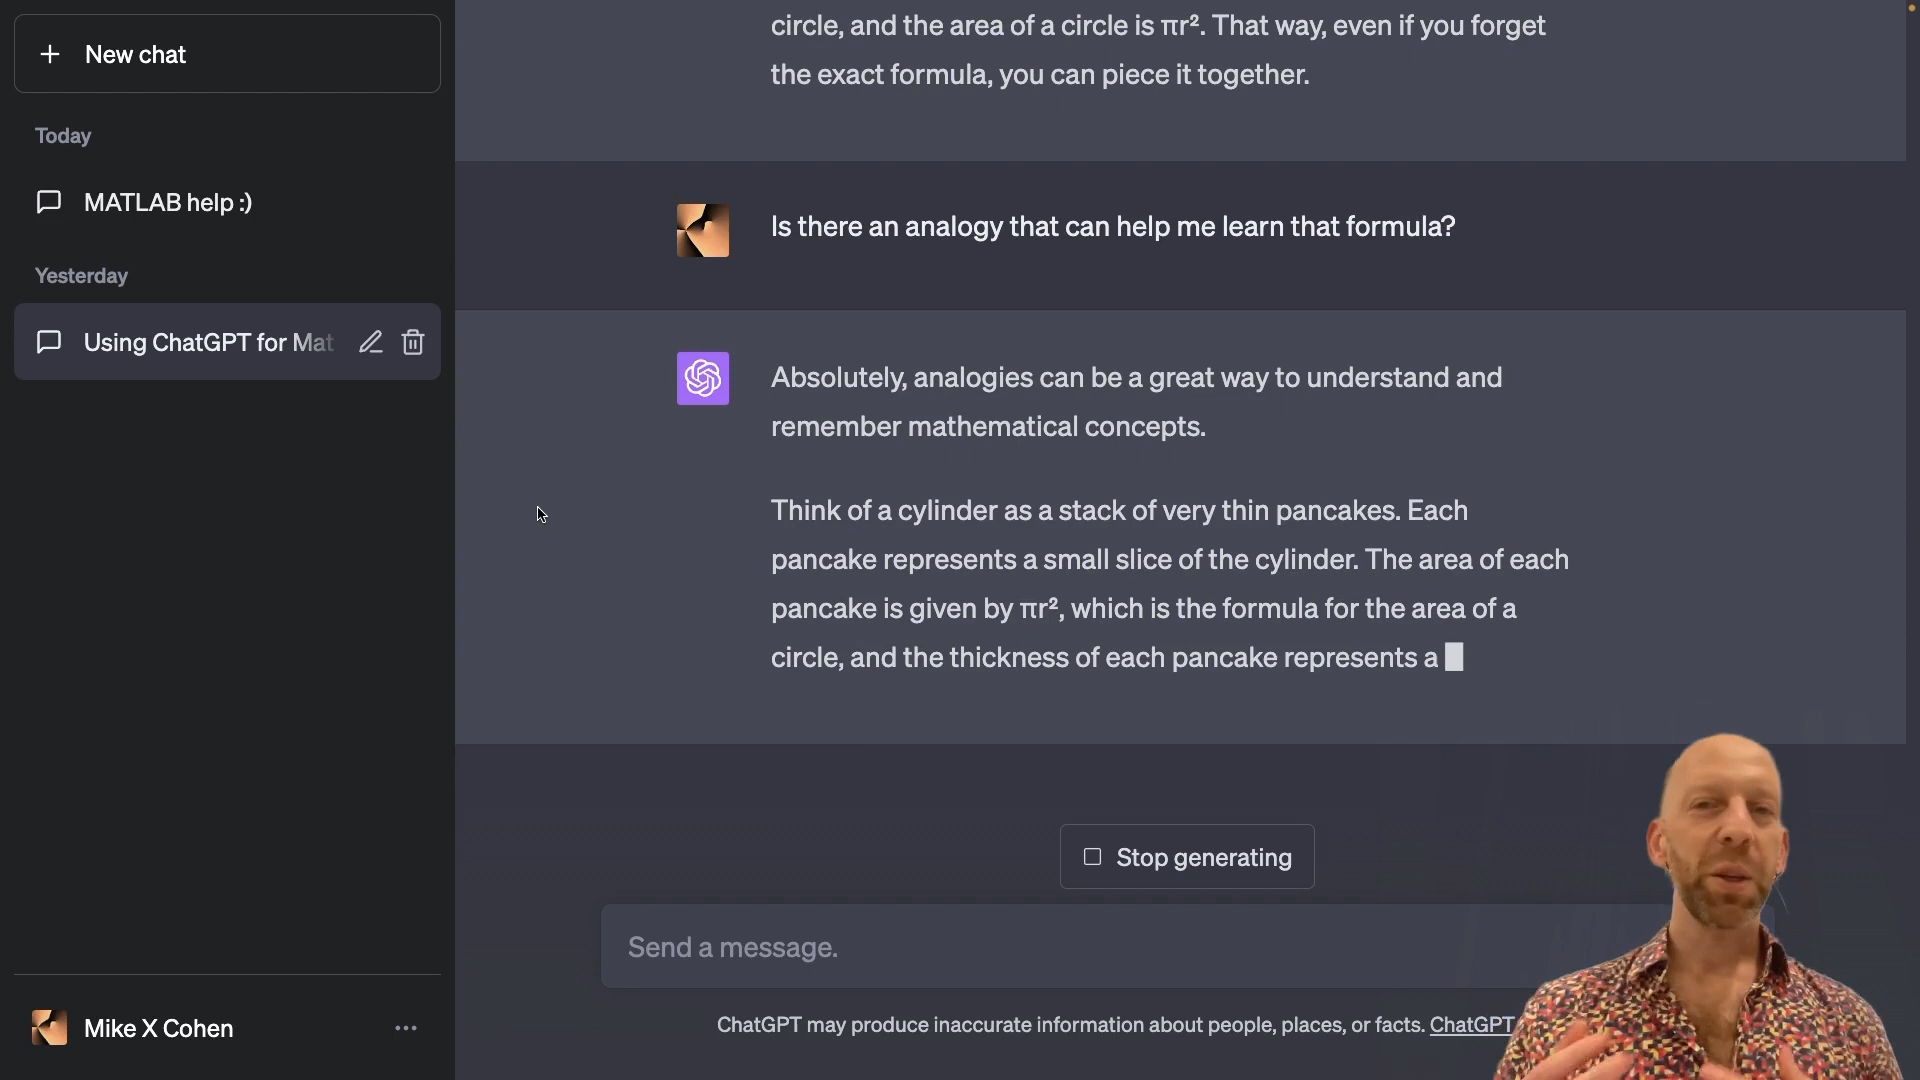 New chat
Today
MATLAB help :)
Yesterday
Using ChatGPT for Mat
Mike X Cohen
circle, and the area of a circle is πr². That way, even if you forget
the exact formula, you can piece it together.
Is there an analogy that can help me learn that formula?
Absolutely, analogies can be a great way to understand and
remember mathematical concepts.
Think of a cylinder as a stack of very thin pancakes. Each
pancake represents a small slice of the cylinder. The area of each
pancake is given by πr², which is the formula for the area of a
circle, and the thickness of each pancake represents a
Stop generating
Send a message.
ChatGPT may produce inaccurate information about people, places, or facts. ChatGPT